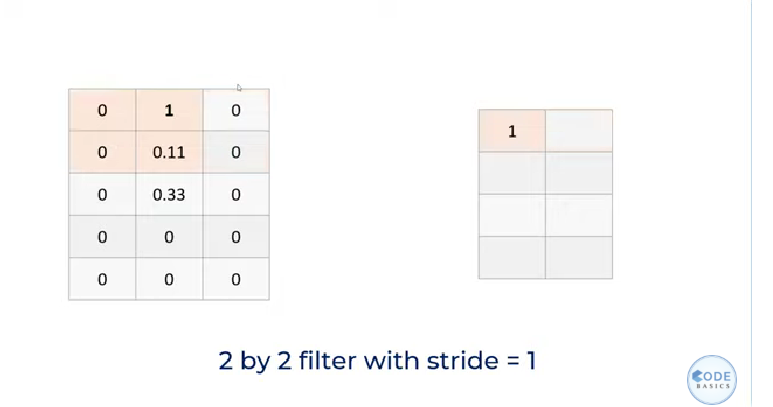 0 1 0
1
0 0.11 0
0 0.33 0
0 0 0
0 0 0
2 by 2 filter with stride = 1
CODE
BASICS